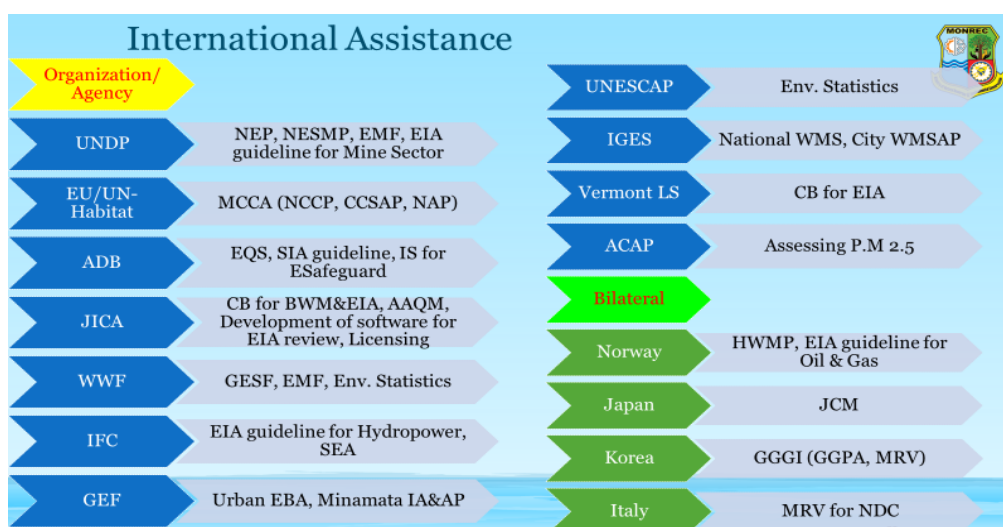 International Assistance
MONREC
Organization/
Agency
UNDP
NEP, NESMP, EMF, EIA
guideline for Mine Sector
EU/UN-
Habitat
MCCA (NCCP, CCSAP, NAP)
ADB
EQS, SIA guideline, IS for
ESafeguard
JICA
CB for BWM&EIA, AAQM,
Development of software for
EIA review, Licensing
WWF
GESF, EMF, Env. Statistics
IFC
EIA guideline for Hydropower,
SEA
GEF
Urban EBA, Minamata IA&AP
UNESCAP
Env. Statistics
IGES
National WMS, City WMSAP
Vermont LS
CB for EIA
ACAP
Assessing P.M 2.5
Bilateral
Norway
HWMP, EIA guideline for
Oil & Gas
Japan
JCM
Korea
GGGI (GGPA, MRV)
Italy
MRV for NDC